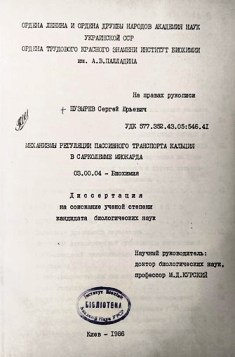 ОРДЕНА ЛЕНИНА И ОРДЕНА ДРУЖБЫ НАРОДОВ АКАДЕМИЯ НАУК
УКРАИНСКОЙ ССР
ОРДЕНА ТРУДОВОГО КРАСНОГО ЗНАМЕНИ ИНСТИТУТ БИОХИМИИ
им. А.В.ПАЛЛАДИНА
На правах рукописи
ПУЗЫРЕВ Сергей Юраевич
УДК 577.352.43.05:546.41
МЕХАНИЗМЫ РЕГУЛЯЦИИ ПАССИВНОГО ТРАНСПОРТА КАЛЬЦИЯ
В САРКОЛЕММЕ МИОКАРДА
03.00.04 - Биохимия
Диссертация
на соискание ученой степени
кандидата биологических наук
Научный руководитель:
доктор биологических наук,
профессор М.Д.КУРСКИЙ
БІБЛІОТЕКА
Киев - 1986